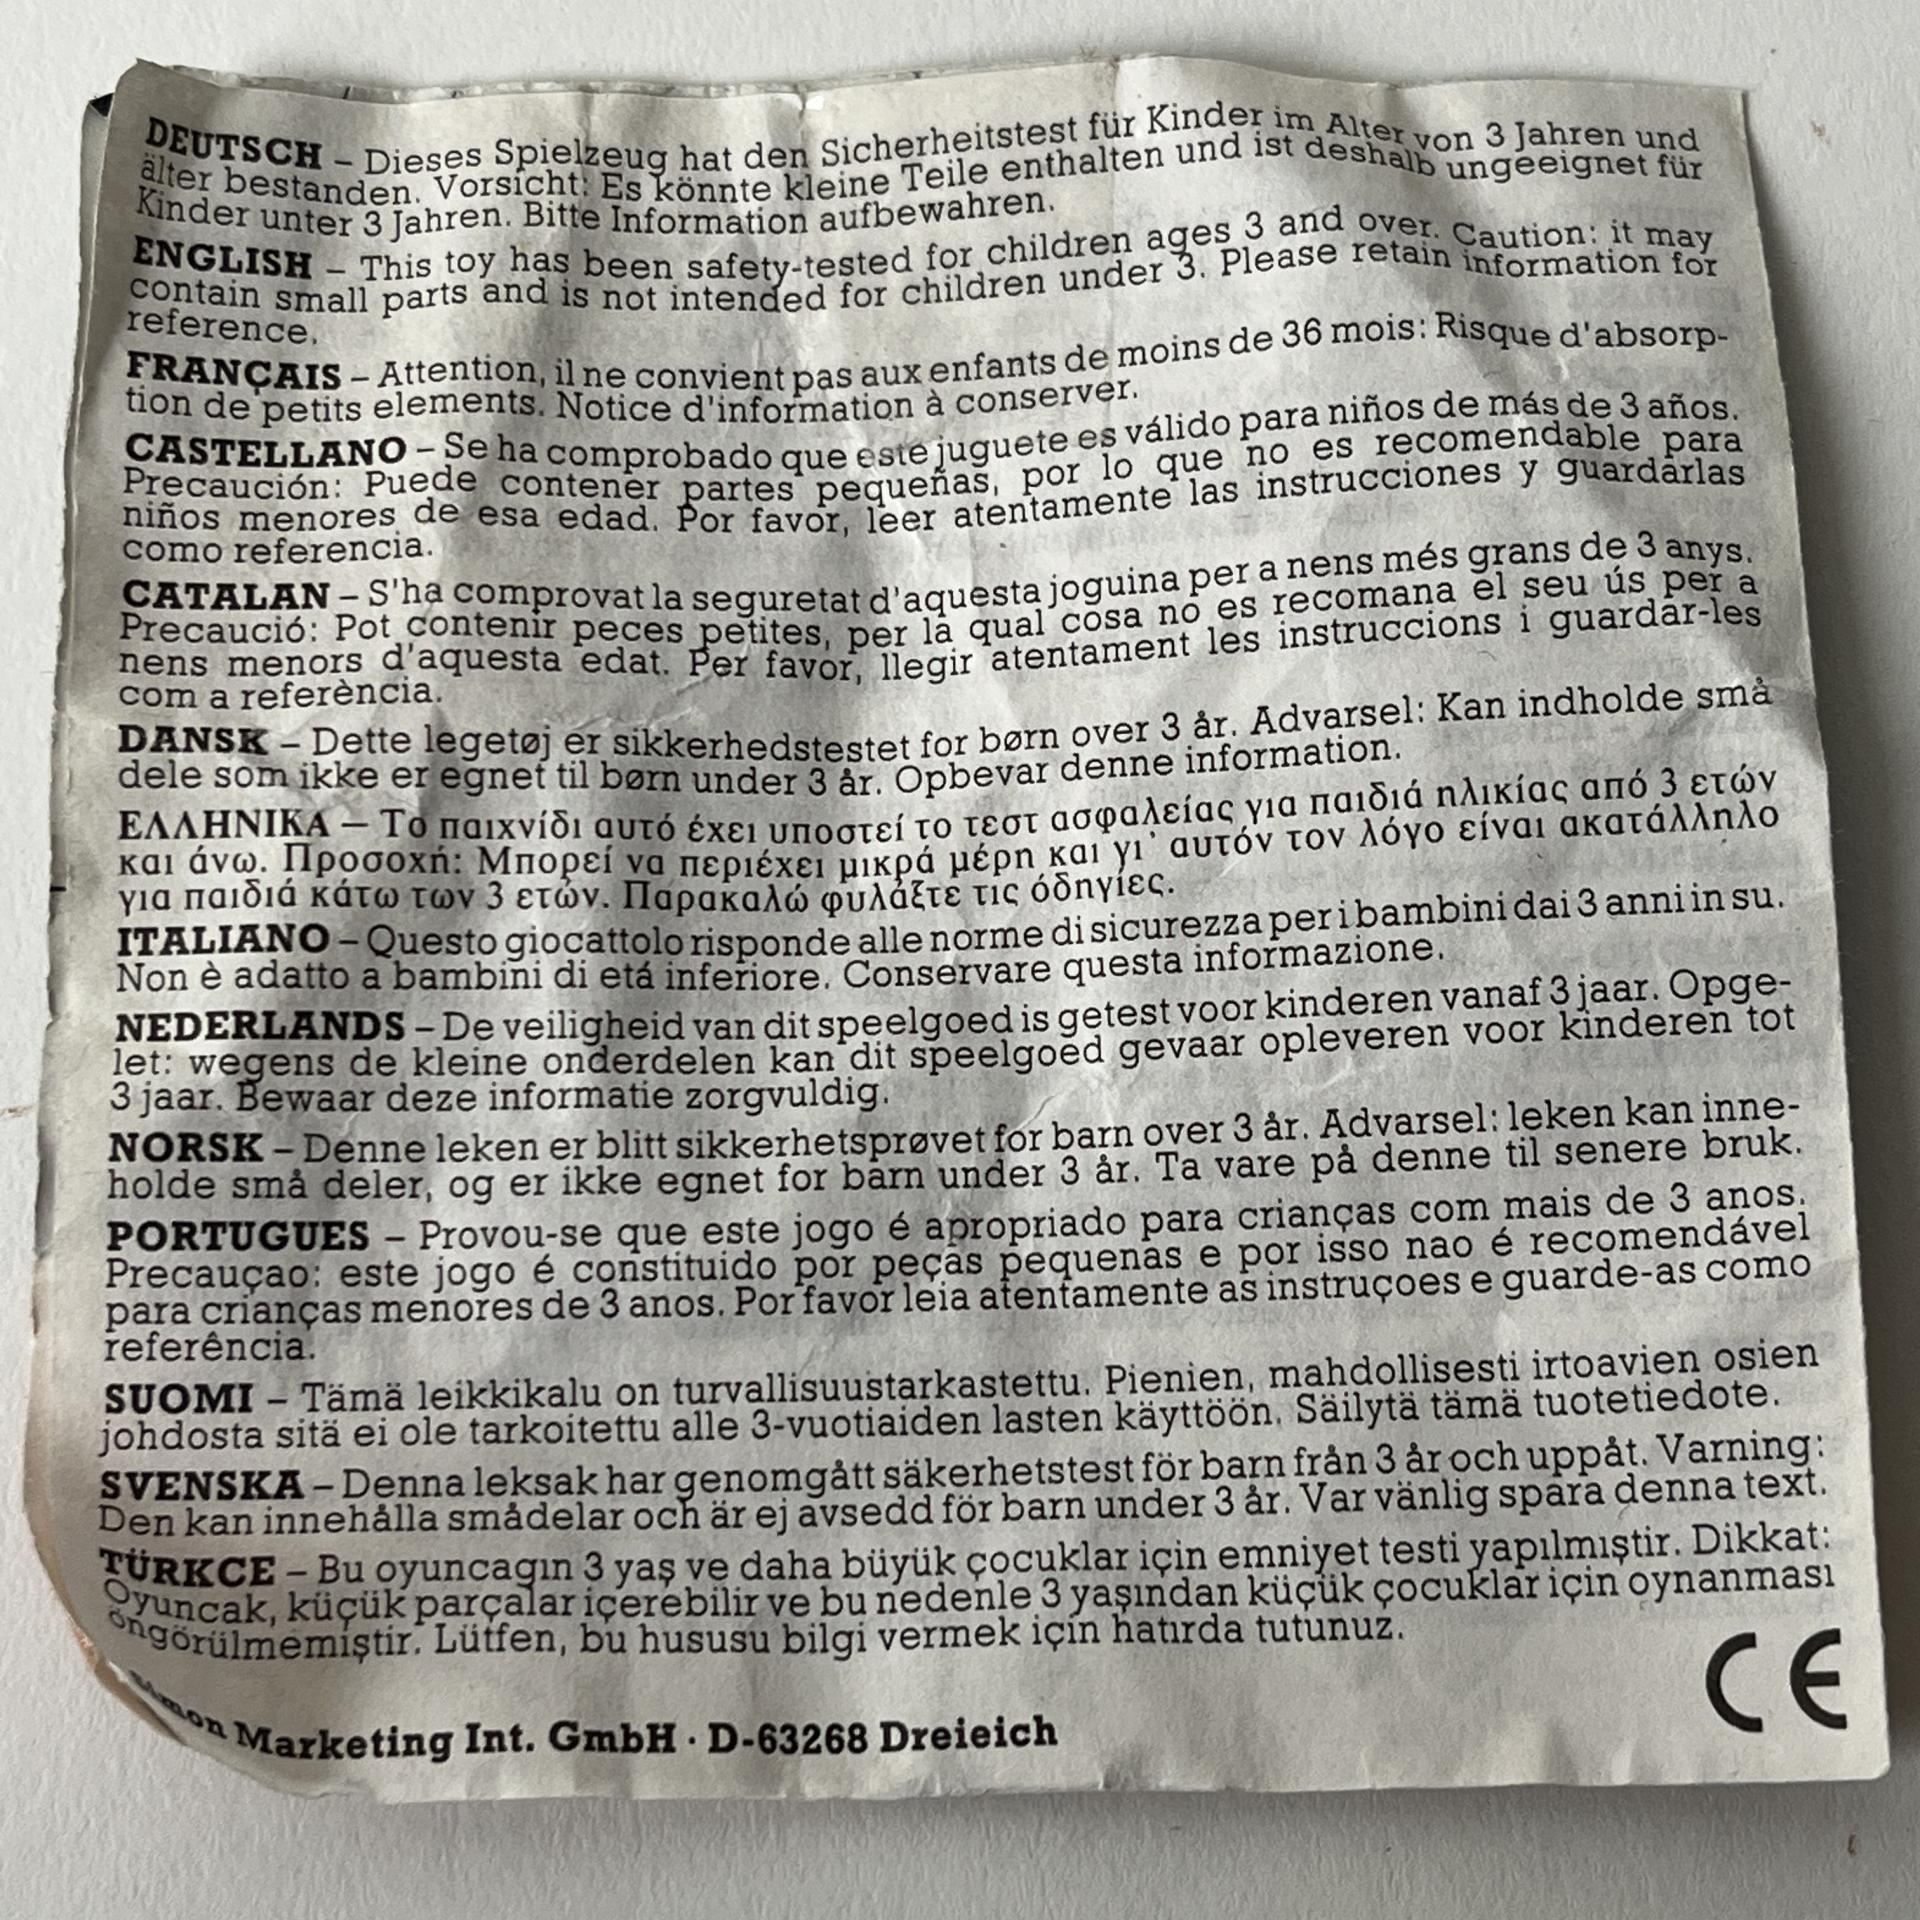 DEUTSCH – Dieses Spielzeug hat den Sicherheitstest für Kinder im Alter von 3 Jahren und
älter bestanden. Vorsicht: Es könnte kleine Teile enthalten und ist deshalb ungeeignet für
Kinder unter 3 Jahren. Bitte Information aufbewahren.
ENGLISH – This toy has been safety-tested for children ages 3 and over. Caution: it may
contain small parts and is not intended for children under 3. Please retain information for
reference.
FRANÇAIS – Attention, il ne convient pas aux enfants de moins de 36 mois: Risque d'absorp-
tion de petits elements. Notice d'information à conserver.
CASTELLANO – Se ha comprobado que este juguete es válido para niños de más de 3 años.
Precaución: Puede contener partes pequeñas, por lo que no es recomendable para
niños menores de esa edad. Por favor, leer atentamente las instrucciones y guardarlas
como referencia.
CATALAN – S'ha comprovat la seguretat d'aquesta joguina per a nens més grans de 3 anys.
Precaució: Pot contenir peces petites, per la qual cosa no es recomana el seu ús per a
nens menors d'aquesta edat. Per favor, llegir atentament les instruccions i guardar-les
com a referència.
DANSK – Dette legetøj er sikkerhedstestet for børn over 3 år. Advarsel: Kan indholde små
dele som ikke er egnet til børn under 3 år. Opbevar denne information.
ΕΛΛΗΝΙΚΑ – Το παιχνίδι αυτό έχει υποστεί το τεστ ασφαλείας για παιδιά ηλικίας από 3 ετών
και άνω. Προσοχή: Μπορεί να περιέχει μικρά μέρη και γι' αυτόν τον λόγο είναι ακατάλληλο
για παιδιά κάτω των 3 ετών. Παρακαλώ φυλάξτε τις όδηγίες.
ITALIANO – Questo giocattolo risponde alle norme di sicurezza per i bambini dai 3 anni in su.
Non è adatto a bambini di etá inferiore. Conservare questa informazione.
NEDERLANDS – De veiligheid van dit speelgoed is getest voor kinderen vanaf 3 jaar. Opge-
let: wegens de kleine onderdelen kan dit speelgoed gevaar opleveren voor kinderen tot
3 jaar. Bewaar deze informatie zorgvuldig.
NORSK – Denne leken er blitt sikkerhetsprøvet for barn over 3 år. Advarsel: leken kan inne-
holde små deler, og er ikke egnet for barn under 3 år. Ta vare på denne til senere bruk.
PORTUGUES – Provou-se que este jogo é apropriado para crianças com mais de 3 anos.
Precauçao: este jogo é constituido por peças pequenas e por isso nao é recomendável
para crianças menores de 3 anos. Por favor leia atentamente as instruçoes e guarde-as como
referência.
SUOMI – Tämä leikkikalu on turvallisuustarkastettu. Pienien, mahdollisesti irtoavien osien
johdosta sitä ei ole tarkoitettu alle 3-vuotiaiden lasten käyttöön. Säilytä tämä tuotetiedote.
SVENSKA – Denna leksak har genomgått säkerhetstest för barn från 3 år och uppåt. Varning:
Den kan innehålla smådelar och är ej avsedd för barn under 3 år. Var vänlig spara denna text.
TÜRKCE – Bu oyuncagın 3 yaş ve daha büyük çocuklar için emniyet testi yapılmıştir. Dikkat:
Oyuncak, küçük parçalar içerebilir ve bu nedenle 3 yaşından küçük çocuklar için oynanması
öngörülmemiştir. Lütfen, bu hususu bilgi vermek için hatırda tutunuz.
Simon Marketing Int. GmbH · D-63268 Dreieich
CE